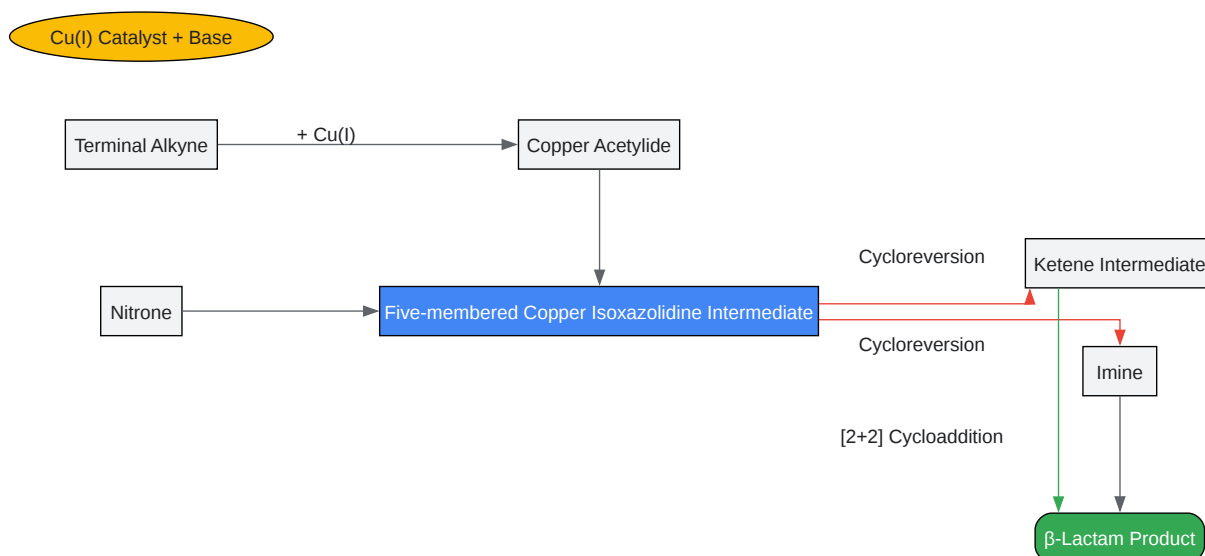 Cu(I) Catalyst + Base
Terminal Alkyne
+ Cu(I)
Copper Acetylide
Cycloreversion
Ketene Intermediate
Nitrone
Five-membered Copper Isoxazolidine Intermediate
Cycloreversion
Imine
[2+2] Cycloaddition
β-Lactam Product